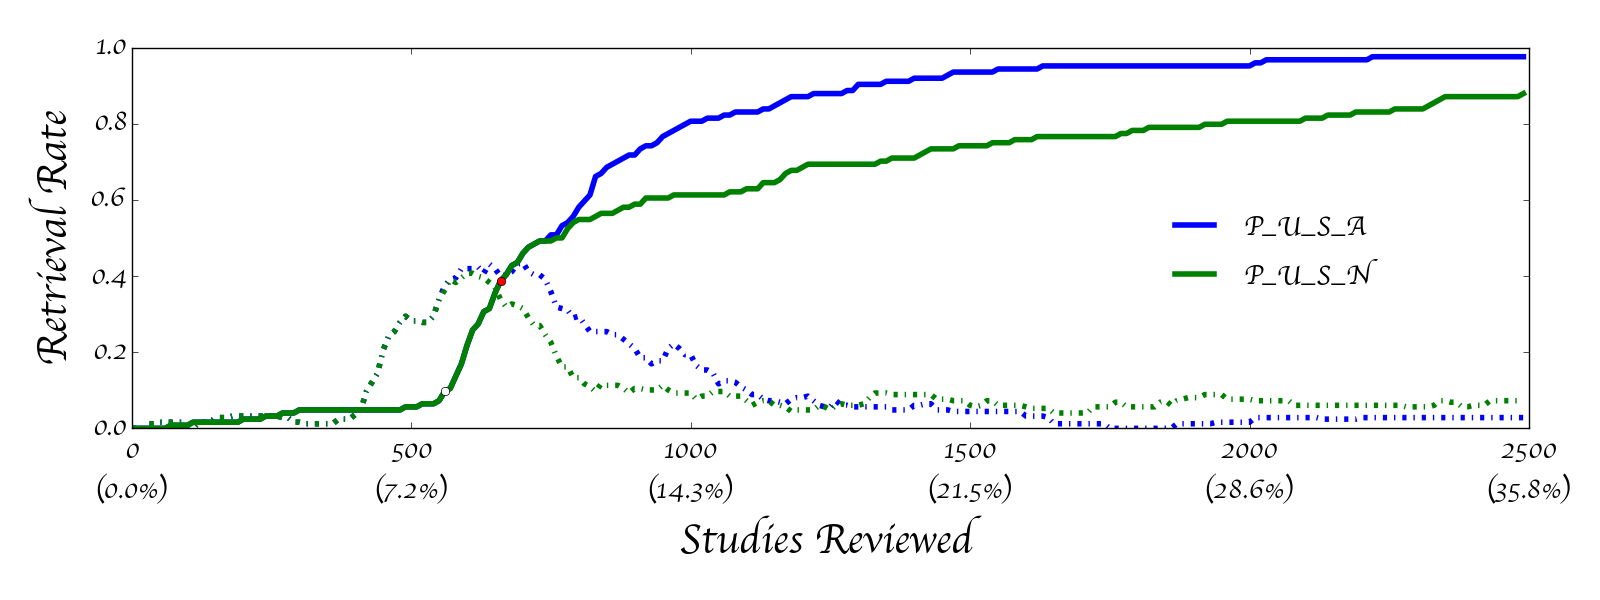 Retrieval Rate
1.0
0.8
0.6
0.4
0.2
0.0
0 500 1000 1500 2000 2500
(0.0%) (7.2%) (14.3%) (21.5%) (28.6%) (35.8%)
Studies Reviewed
P_U_S_A
P_U_S_N